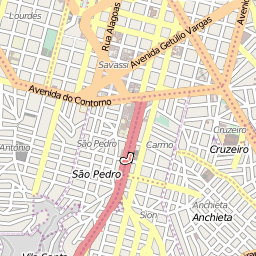 Lourdes
Rua Alagoas
Avenida Getúlio Vargas
Savassi
Avenida do Contorno
Avenida
Cruzeiro
Antônio
São Pedro
Carmo
Cruzeiro
São Pedro
Anchieta
Sion
Anchieta